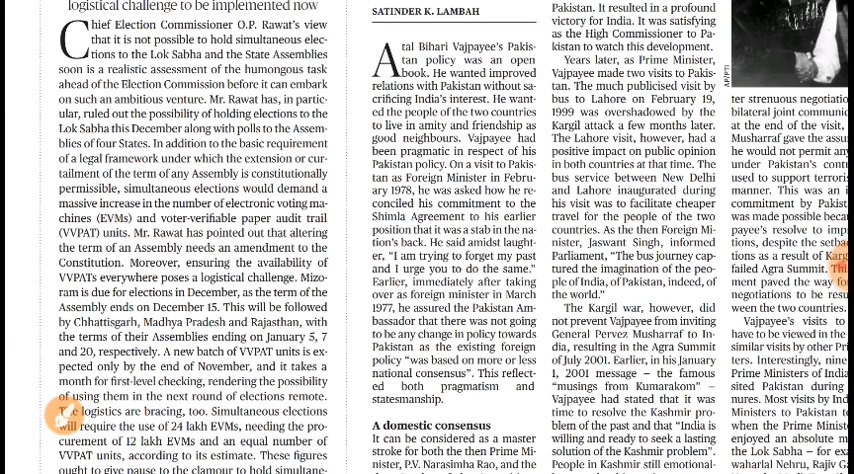 logistical challenge to be implemented now
Chief Election Commissioner O.P. Rawat's view
that it is not possible to hold simultaneous elec-
tions to the Lok Sabha and the State Assemblies
soon is a realistic assessment of the humongous task
ahead of the Election Commission before it can embark
on such an ambitious venture. Mr. Rawat has, in partic-
ular, ruled out the possibility of holding elections to the
Lok Sabha this December along with polls to the Assem-
blies of four States. In addition to the basic requirement
of a legal framework under which the extension or cur-
tailment of the term of any Assembly is constitutionally
permissible, simultaneous elections would demand a
massive increase in the number of electronic voting ma-
chines (EVMs) and voter-verifiable paper audit trail
(VVPAT) units. Mr. Rawat has pointed out that altering
the term of an Assembly needs an amendment to the
Constitution. Moreover, ensuring the availability of
VVPATs everywhere poses a logistical challenge. Mizo-
ram is due for elections in December, as the term of the
Assembly ends on December 15. This will be followed
by Chhattisgarh, Madhya Pradesh and Rajasthan, with
the terms of their Assemblies ending on January 5, 7
and 20, respectively. A new batch of VVPAT units is ex-
pected only by the end of November, and it takes a
month for first-level checking, rendering the possibility
of using them in the next round of elections remote.
The logistics are bracing, too. Simultaneous elections
will require the use of 24 lakh EVMs, needing the pro-
curement of 12 lakh EVMs and an equal number of
VVPAT units, according to its estimate. These figures
ought to give pause to the clamour to hold simultane-
SATINDER K. LAMBAH
Atal Bihari Vajpayee's Pakis-
tan policy was an open
book. He wanted improved
relations with Pakistan without sa-
crificing India's interest. He want-
ed the people of the two countries
to live in amity and friendship as
good neighbours. Vajpayee had
been pragmatic in respect of his
Pakistan policy. On a visit to Pakis-
tan as Foreign Minister in Febru-
ary 1978, he was asked how he re-
conciled his commitment to the
Shimla Agreement to his earlier
position that it was a stab in the na-
tion's back. He said amidst laught-
er, "I am trying to forget my past
and I urge you to do the same."
Earlier, immediately after taking
over as foreign minister in March
1977, he assured the Pakistan Am-
bassador that there was not going
to be any change in policy towards
Pakistan as the existing foreign
policy "was based on more or less
national consensus". This reflect-
ed both pragmatism and
statesmanship.
A domestic consensus
It can be considered as a master
stroke for both the then Prime Mi-
nister, P.V. Narasimha Rao, and the
Pakistan. It resulted in a profound
victory for India. It was satisfying
as the High Commissioner to Pa-
kistan to watch this development.
Years later, as Prime Minister,
Vajpayee made two visits to Pakis-
tan. The much publicised visit by
bus to Lahore on February 19,
1999 was overshadowed by the
Kargil attack a few months later.
The Lahore visit, however, had a
positive impact on public opinion
in both countries at that time. The
bus service between New Delhi
and Lahore inaugurated during
his visit was to facilitate cheaper
travel for the people of the two
countries. As the then Foreign Mi-
nister, Jaswant Singh, informed
Parliament, "The bus journey cap-
tured the imagination of the peo-
ple of India, of Pakistan, indeed, of
the world."
The Kargil war, however, did
not prevent Vajpayee from inviting
General Pervez Musharraf to In-
dia, resulting in the Agra Summit
of July 2001. Earlier, in his January
1, 2001 message – the famous
"musings from Kumarakom" –
Vajpayee had stated that it was
time to resolve the Kashmir pro-
blem of the past and that "India is
willing and ready to seek a lasting
solution of the Kashmir problem".
People in Kashmir still emotional-
AP/PTI
ter strenuous negotiatio
bilateral joint communic
at the end of the visit,
Musharraf gave the assu
he would not permit any
under Pakistan's contr
used to support terroris
manner. This was an i
commitment by Pakist
was made possible becau
payee's resolve to imp
tions, despite the setba
tions as a result of Karg
failed Agra Summit. Thi
ment paved the way fo
negotiations to be resu
ween the two countries.
Vajpayee's visits to
have to be viewed in the
similar visits by other Pri
ters. Interestingly, nine
Prime Ministers of India
sited Pakistan during
nures. Most visits by Ind
Ministers to Pakistan to
when the Prime Minist
enjoyed an absolute m
the Lok Sabha – for exa
waharlal Nehru, Rajiv G